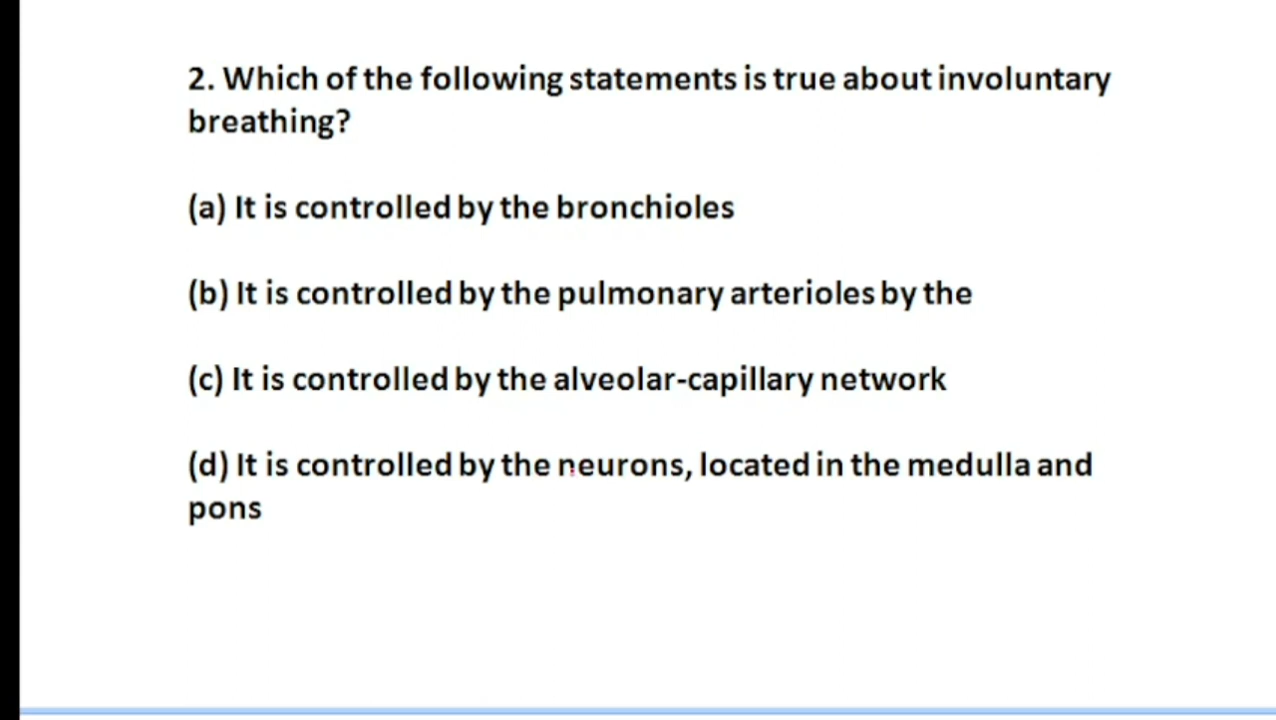 2. Which of the following statements is true about involuntary
breathing?
(a) It is controlled by the bronchioles
(b) It is controlled by the pulmonary arterioles by the
(c) It is controlled by the alveolar-capillary network
(d) It is controlled by the neurons, located in the medulla and
pons